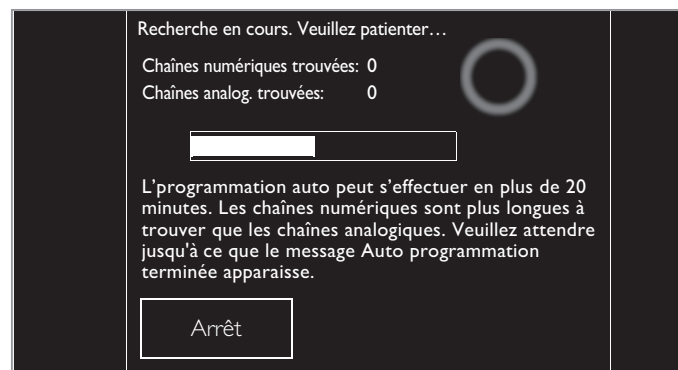 Recherche en cours. Veuillez patienter…
Chaînes numériques trouvées: 0
Chaînes analog. trouvées: 0
L'programmation auto peut s'effectuer en plus de 20
minutes. Les chaînes numériques sont plus longues à
trouver que les chaînes analogiques. Veuillez attendre
jusqu'à ce que le message Auto programmation
terminée apparaisse.
Arrêt